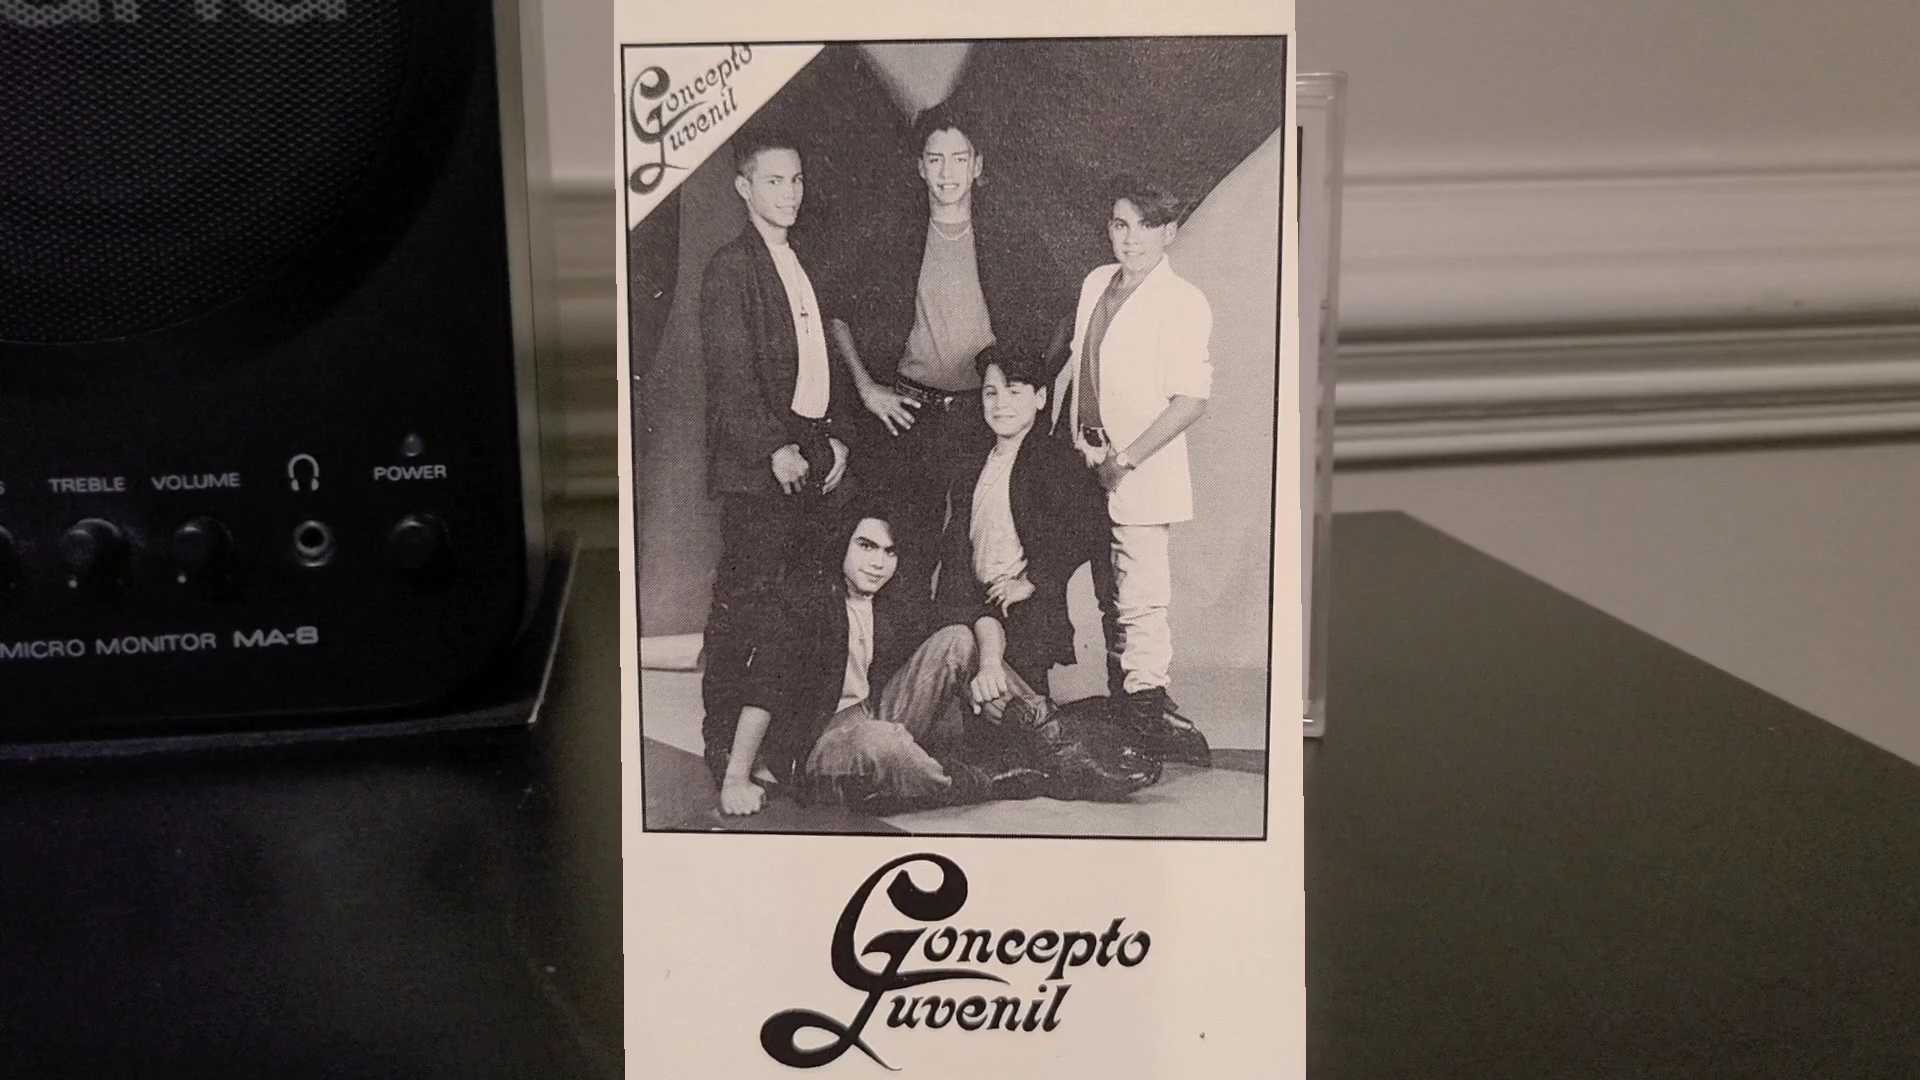 Concepto
Juvenil
TREBLE VOLUME POWER
MICRO MONITOR MA-8
Concepto
Juvenil